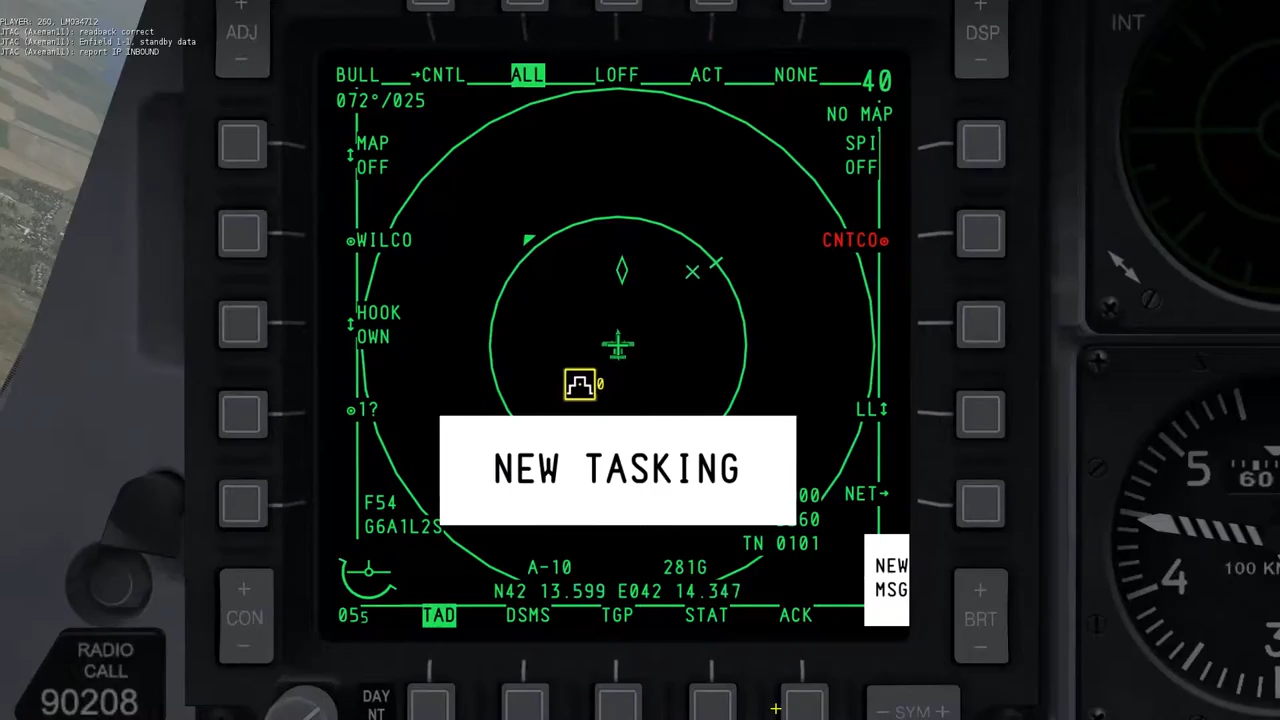 PLAYER: 260, LM034712
JTAC (Axeman11): readback correct
JTAC (Axeman11): Enfield 1-1, standby data
JTAC (Axeman11): report IP INBOUND
ADJ
DSP
INT
BULL →CNTL ALL LOFF ACT NONE 40
072°/025
NO MAP
MAP
OFF
SPI
OFF
WILCO
CNTCO
HOOK
OWN
0
1?
LL↕
NEW TASKING
F54
G6A1L2S
00
60
NET→
TN 0101
A-10 281G
N42 13.599 E042 14.347
NEW
MSG
055 TAD DSMS TGP STAT ACK
CON
BRT
RADIO
CALL
90208
DAY
NT
- SYM +
5
60
4
100 KN
3